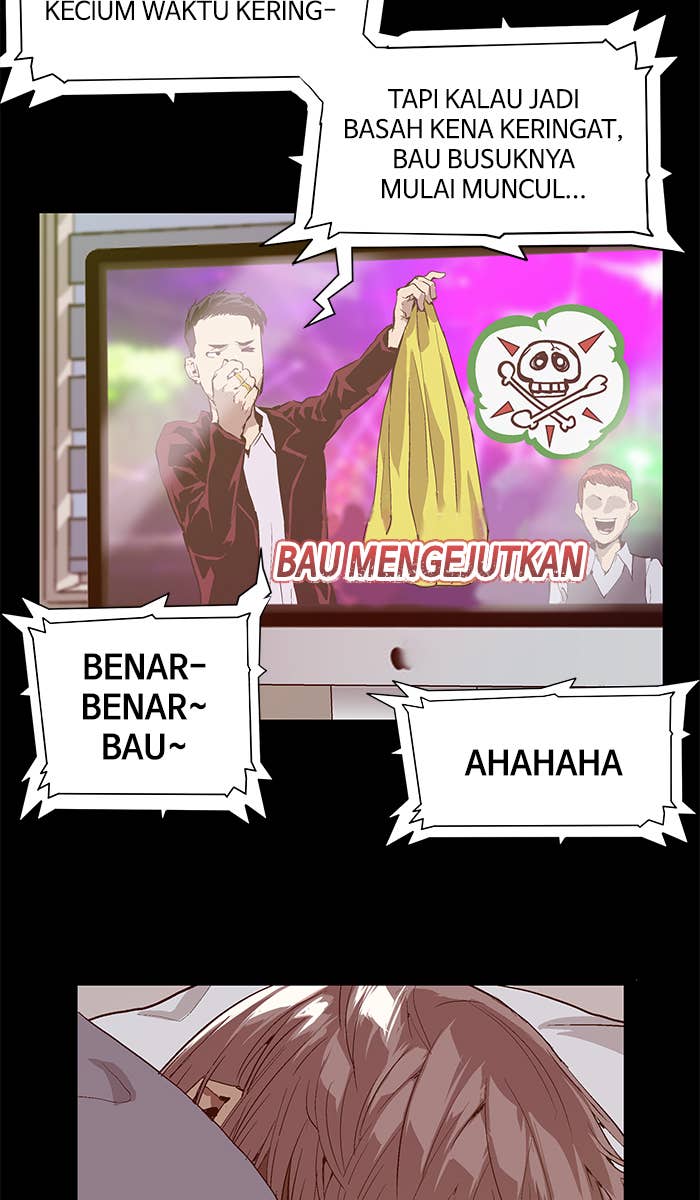 KECIUM WAKTU KERING-
TAPI KALAU JADI
BASAH KENA KERINGAT,
BAU BUSUKNYA
MULAI MUNCUL...
BAU MENGEJUTKAN
BENAR-
BENAR~
BAU~
AHAHAHA